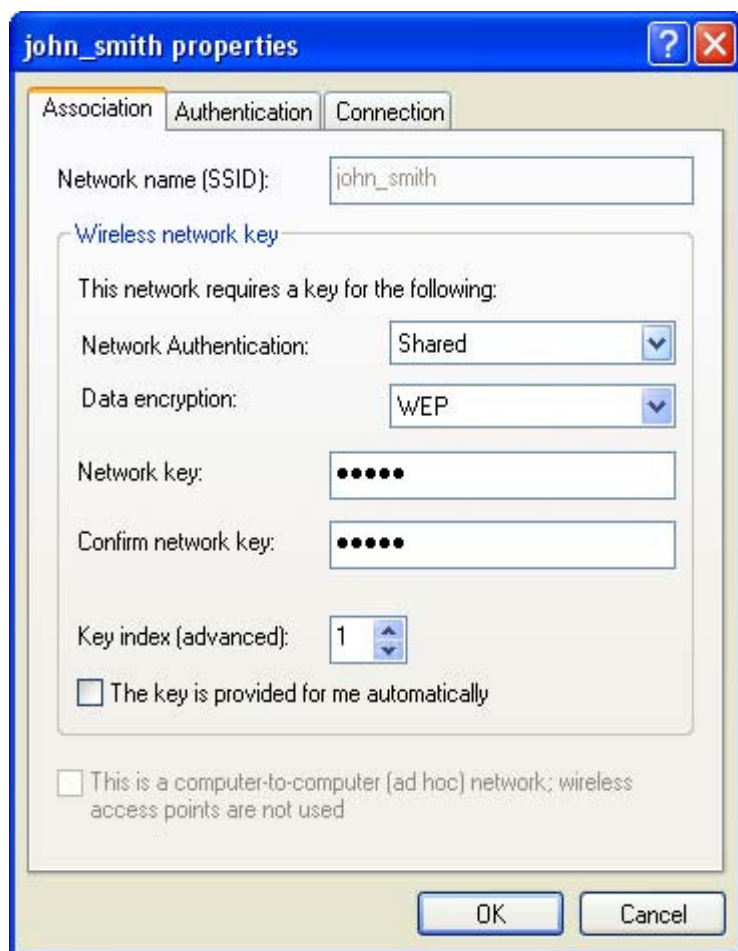 john_smith properties
Association Authentication Connection
Network name (SSID): john_smith
Wireless network key
This network requires a key for the following:
Network Authentication: Shared
Data encryption: WEP
Network key: •••••
Confirm network key: •••••
Key index (advanced): 1
The key is provided for me automatically
This is a computer-to-computer (ad hoc) network; wireless
access points are not used
OK Cancel